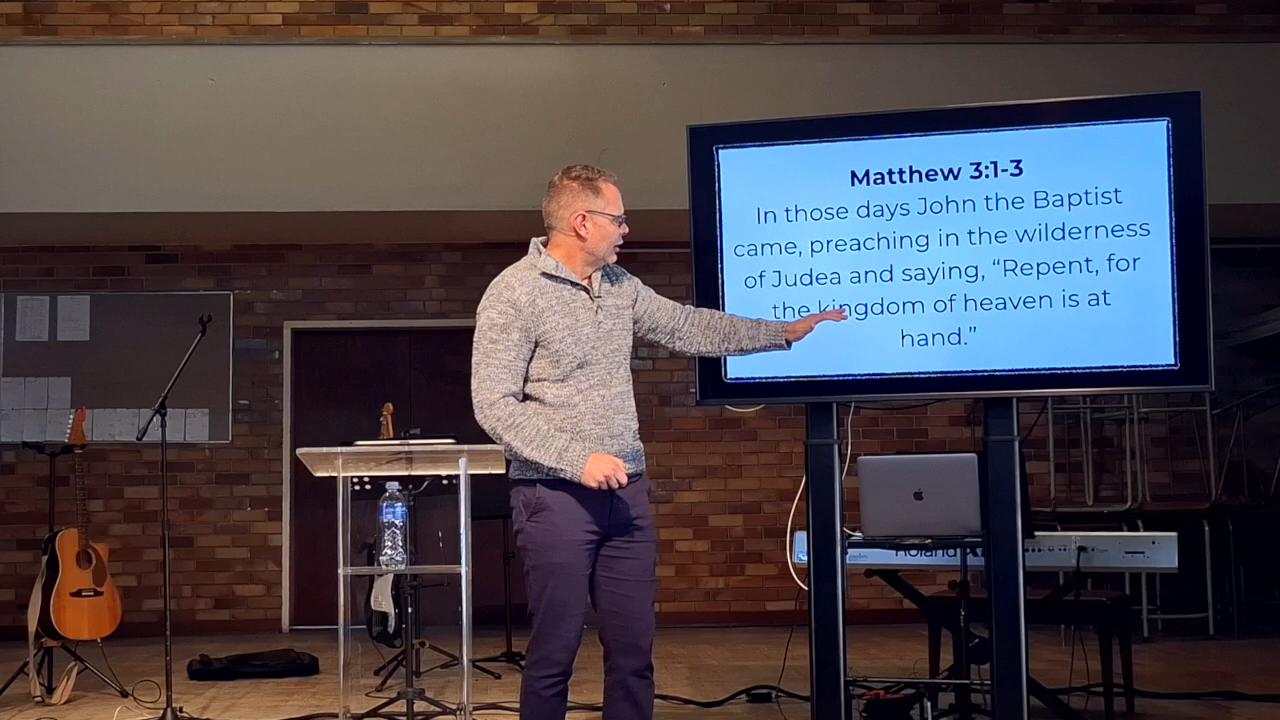 Matthew 3:1-3
In those days John the Baptist
came, preaching in the wilderness
of Judea and saying, “Repent, for
the kingdom of heaven is at
hand.”
Roland